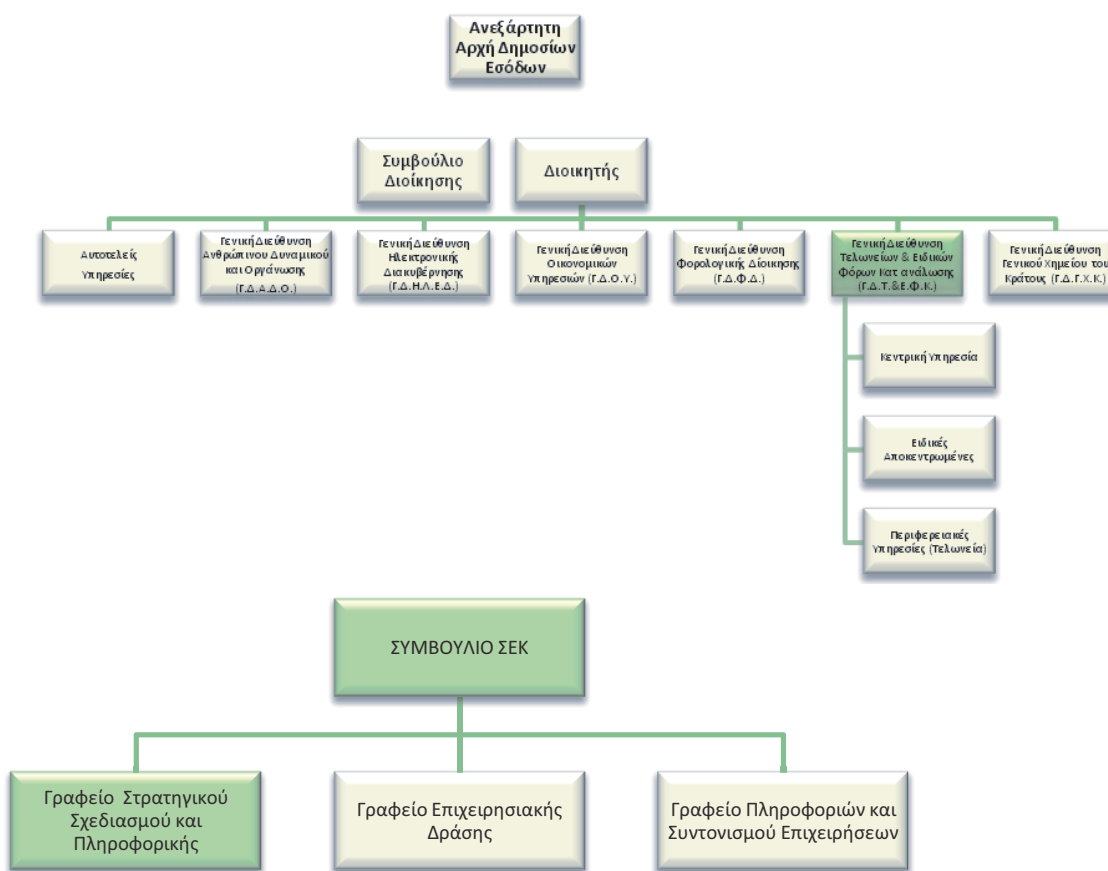 Ανεξάρτητη
Αρχή Δημοσίων
Εσόδων
Συμβούλιο
Διοίκησης
Διοικητής
Αυτοτελείς
Υπηρεσίες
Γενική Διεύθυνση
Ανθρώπινου Δυναμικού
και Οργάνωσης
(Γ.Δ.Α.Δ.Ο.)
Γενική Διεύθυνση
Ηλεκτρονικής
Διακυβέρνησης
(Γ.Δ.Η.Λ.Ε.Δ.)
Γενική Διεύθυνση
Οικονομικών
Υπηρεσιών (Γ.Δ.Ο.Υ.)
Γενική Διεύθυνση
Φορολογικής Διοικησης
(Γ.Δ.Φ.Δ.)
Γενική Διεύθυνση
Τελωνείων & Ειδικών
Φόρων Κατανάλωσης
(Γ.Δ.Τ.&Ε.Φ.Κ.)
Γενική Διεύθυνση
Γενικού Χημείου του
Κράτους (Γ.Δ.Γ.Χ.Κ.)
Κεντρική Υπηρεσία
Ειδικές
Αποκεντρωμένες
Περιφερειακές
Υπηρεσίες (Τελωνεία)
ΣΥΜΒΟΥΛΙΟ ΣΕΚ
Γραφείο Στρατηγικού
Σχεδιασμού και
Πληροφορικής
Γραφείο Επιχειρησιακής
Δράσης
Γραφείο Πληροφοριών και
Συντονισμού Επιχειρήσεων